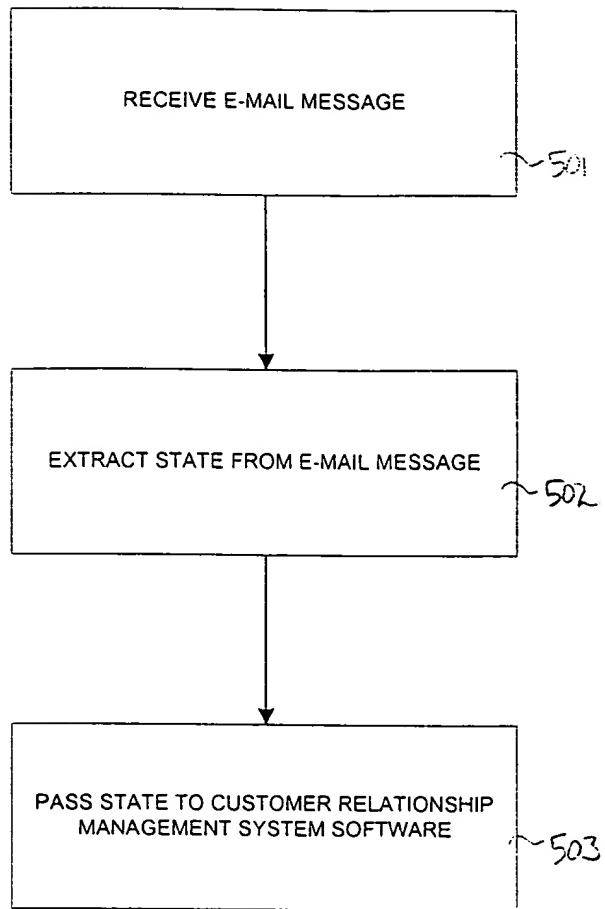 RECEIVE E-MAIL MESSAGE
501
EXTRACT STATE FROM E-MAIL MESSAGE
502
PASS STATE TO CUSTOMER RELATIONSHIP
MANAGEMENT SYSTEM SOFTWARE
503